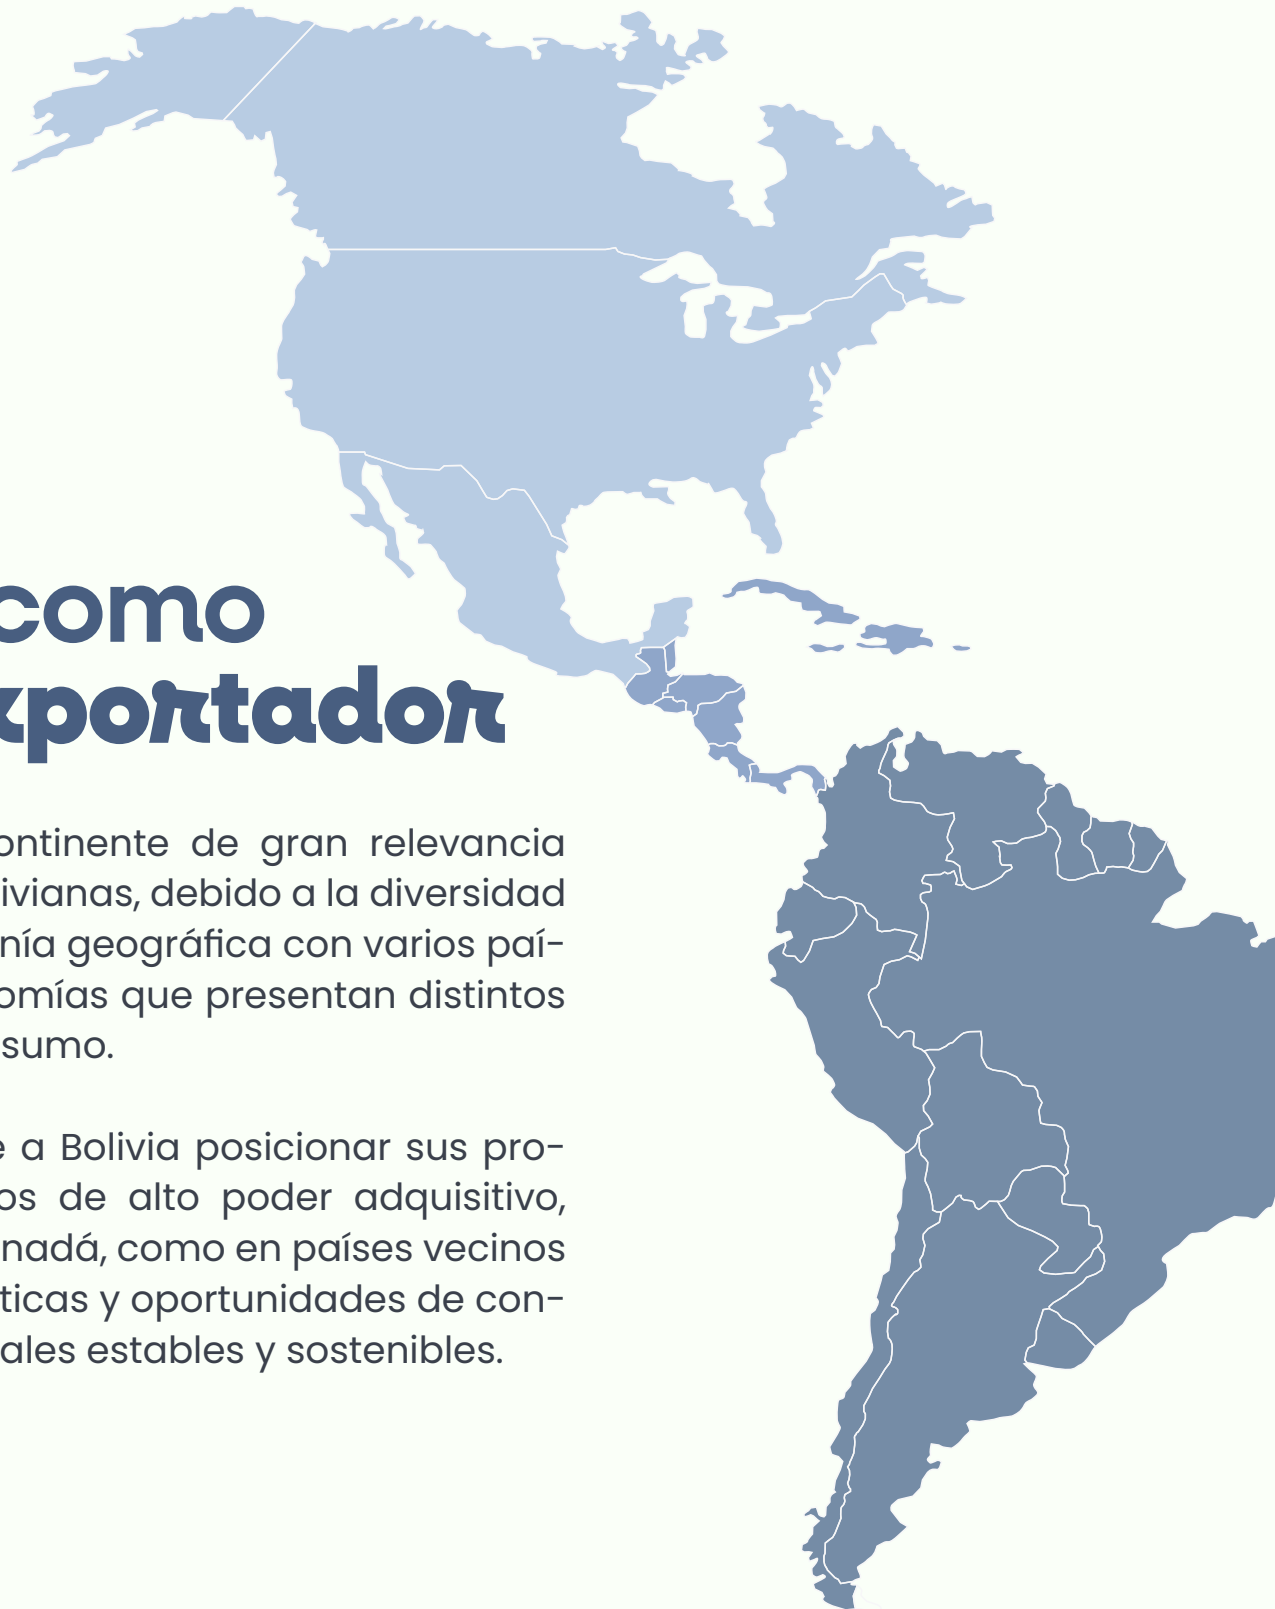 como
xportador
ontinente de gran relevancia
ivianas, debido a la diversidad
nía geográfica con varios paí-
omías que presentan distintos
sumo.
e a Bolivia posicionar sus pro-
os de alto poder adquisitivo,
nadá, como en países vecinos
ticas y oportunidades de con-
ales estables y sostenibles.